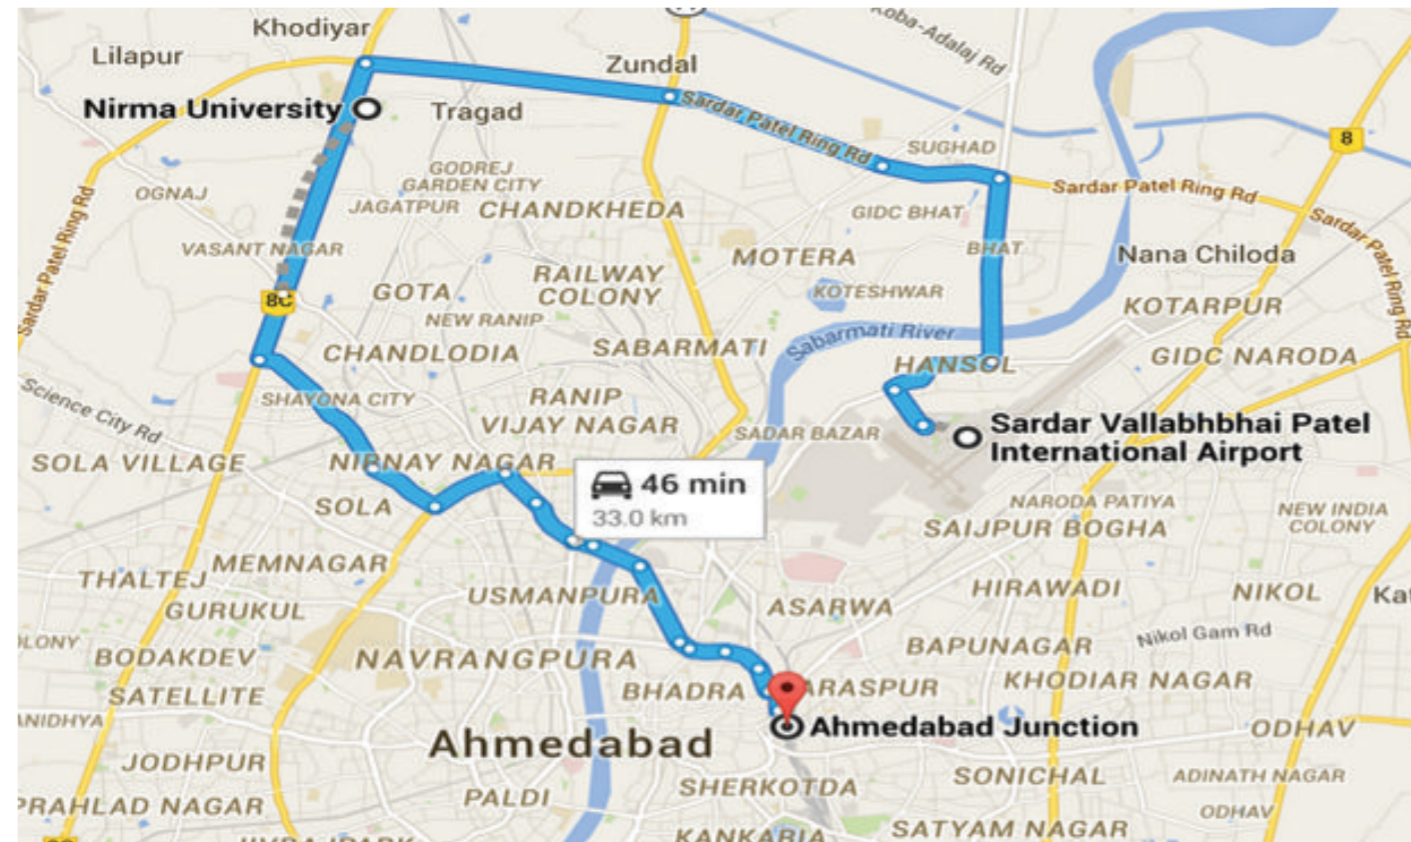 Khodiyar
Koba-Adalaj Rd
Lilapur
Zundal
Nirma University
Tragad
Sardar Patel Ring Rd
8
SUGHAD
GODREJ
GARDEN CITY
OGNAJ
JAGATPUR
CHANDKHEDA
Sardar Patel Ring Rd
GIDC BHAT
Sardar Patel Ring Rd
Sardar Patel Ring Rd
VASANT NAGAR
MOTERA
BHAT
Nana Chiloda
RAILWAY
COLONY
8C
GOTA
KOTESHWAR
KOTARPUR
NEW RANIP
Sabarmati River
CHANDLODIA
SABARMATI
HANSOL
GIDC NARODA
Science City Rd
SHAYONA CITY
RANIP
VIJAY NAGAR
SADAR BAZAR
Sardar Vallabhbhai Patel
International Airport
SOLA VILLAGE
NIRNAY NAGAR
46 min
33.0 km
SOLA
NARODA PATIYA
SAIJPUR BOGHA
NEW INDIA
COLONY
MEMNAGAR
THALTEJ
USMANPURA
HIRAWADI
NIKOL
GURUKUL
ASARWA
Nikol Gam Rd
BODAKDEV
NAVRANGPURA
BAPUNAGAR
SATELLITE
BHADRA
ARASPUR
KHODIAR NAGAR
Ahmedabad Junction
ODHAV
Ahmedabad
JODHPUR
SONICHAL
ADINATH NAGAR
SHERKOTDA
PRAHLAD NAGAR
PALDI
ODHAV
KANKARIA
SATYAM NAGAR